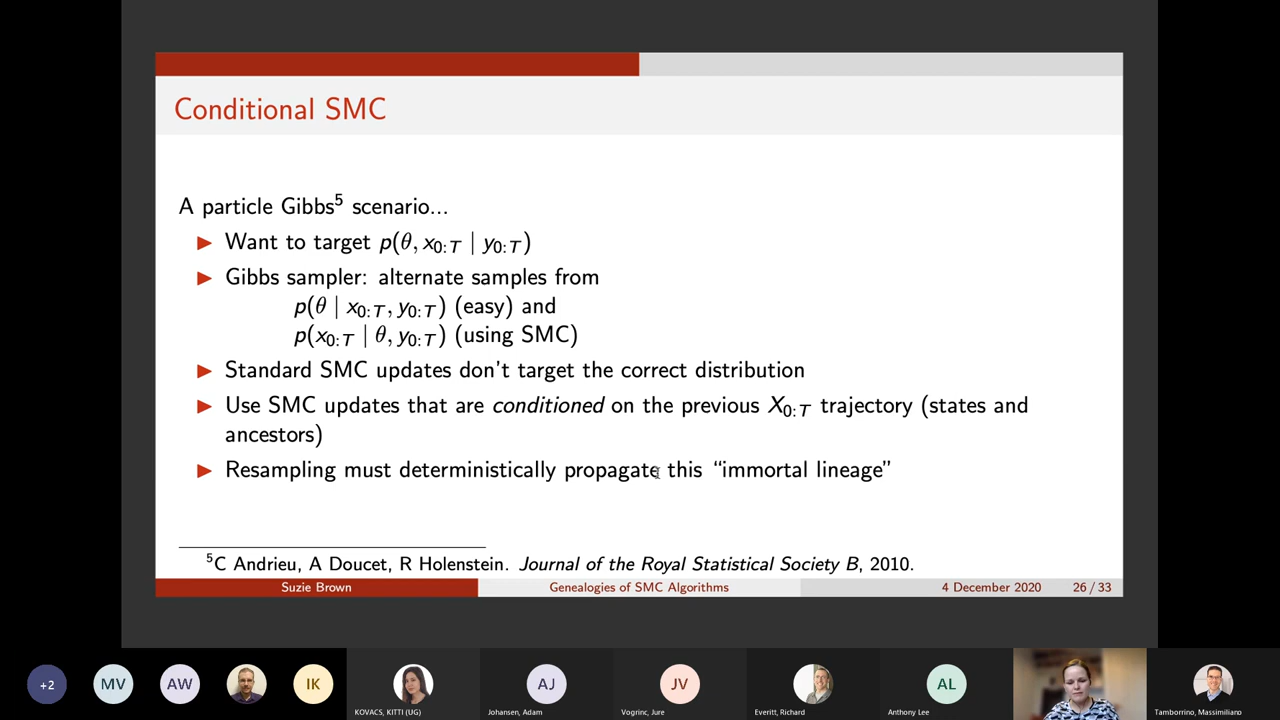 Conditional SMC
A particle Gibbs⁵ scenario...
► Want to target p(θ, x₀:T | y₀:T)
► Gibbs sampler: alternate samples from
p(θ | x₀:T, y₀:T) (easy) and
p(x₀:T | θ, y₀:T) (using SMC)
► Standard SMC updates don't target the correct distribution
► Use SMC updates that are conditioned on the previous X₀:T trajectory (states and
ancestors)
► Resampling must deterministically propagate this “immortal lineage”
⁵C Andrieu, A Doucet, R Holenstein. Journal of the Royal Statistical Society B, 2010.
Suzie Brown Genealogies of SMC Algorithms 4 December 2020 26 / 33
+2 MV AW IK AJ JV AL
KOVACS, KITTI (UG) Johansen, Adam Vogrinc, Jure Everitt, Richard Anthony Lee Tamborrino, Massimiliano